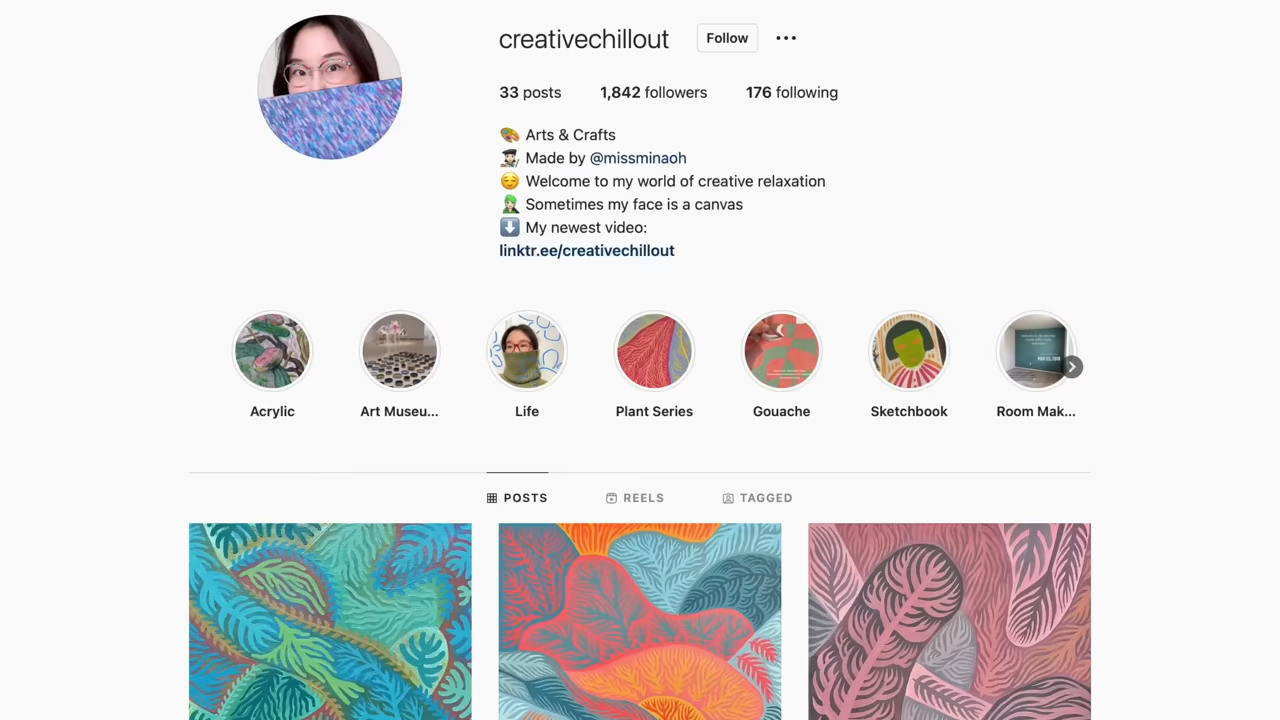 creativechillout Follow
33 posts 1,842 followers 176 following
Arts & Crafts
Made by @missminaoh
Welcome to my world of creative relaxation
Sometimes my face is a canvas
My newest video:
linktr.ee/creativechillout
Acrylic Art Museu... Life Plant Series Gouache Sketchbook Room Mak...
POSTS REELS TAGGED